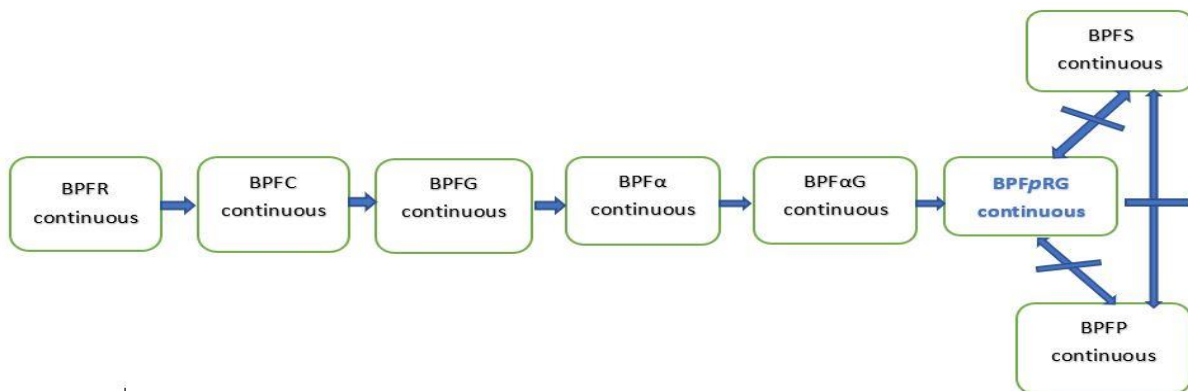 BPFS
continuous
BPFR
continuous
BPFC
continuous
BPFG
continuous
BPFα
continuous
BPFαG
continuous
BPFpRG
continuous
BPFP
continuous